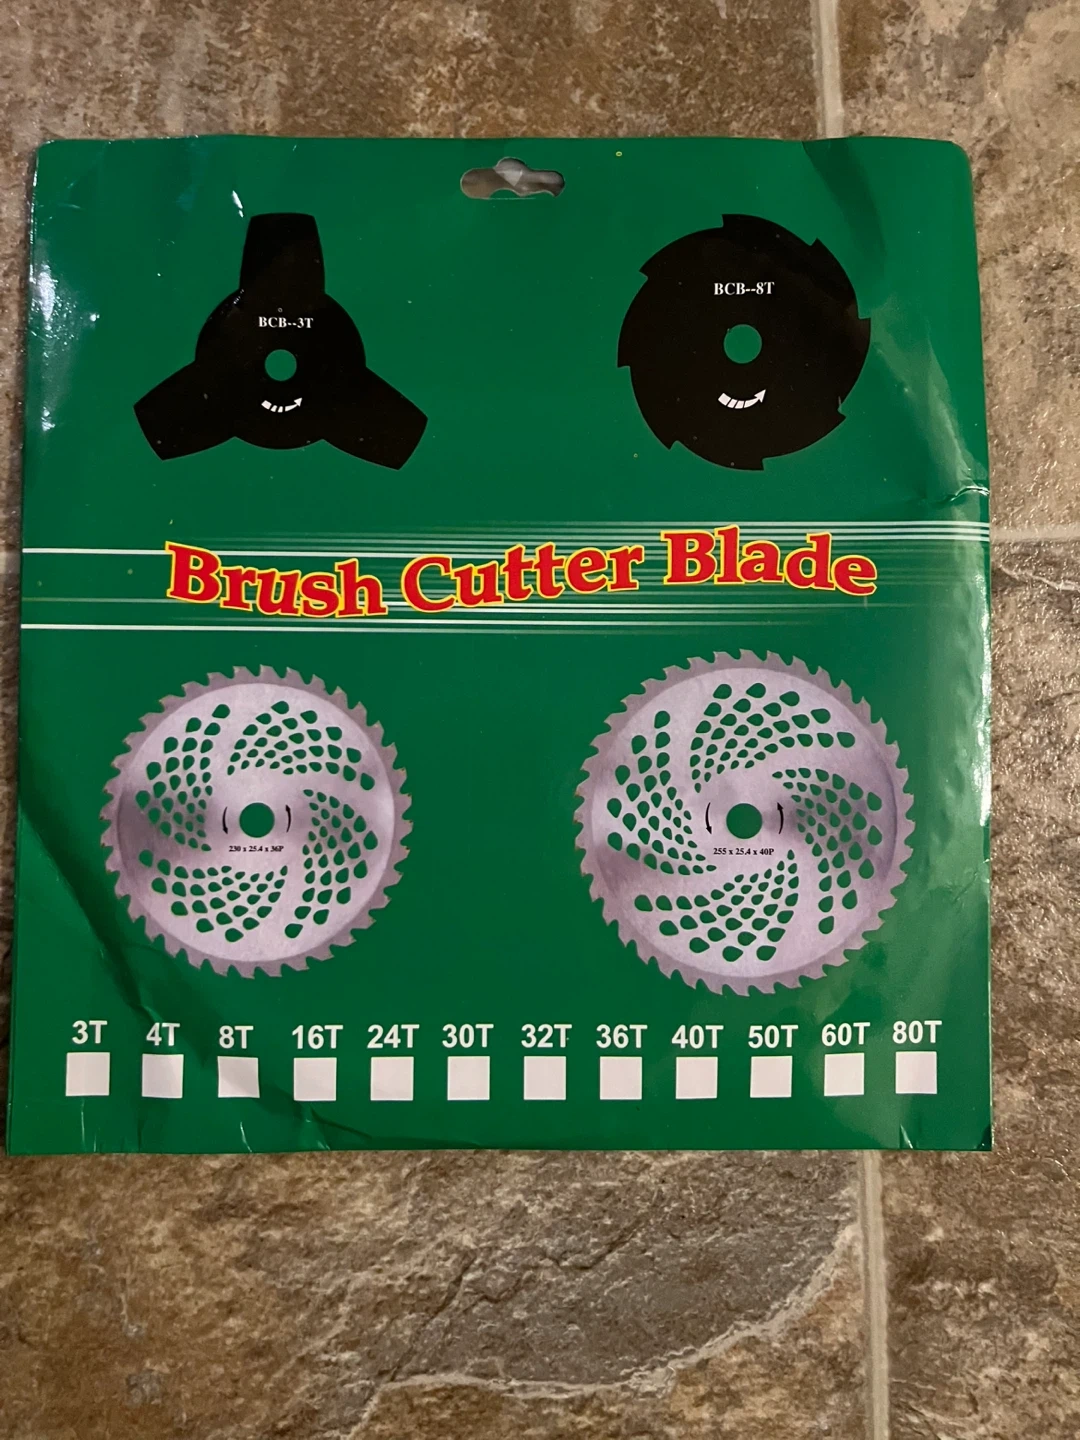 BCB--3T
BCB--8T
Brush Cutter Blade
230 x 25.4 x 36P
255 x 25.4 x 40P
3T 4T 8T 16T 24T 30T 32T 36T 40T 50T 60T 80T